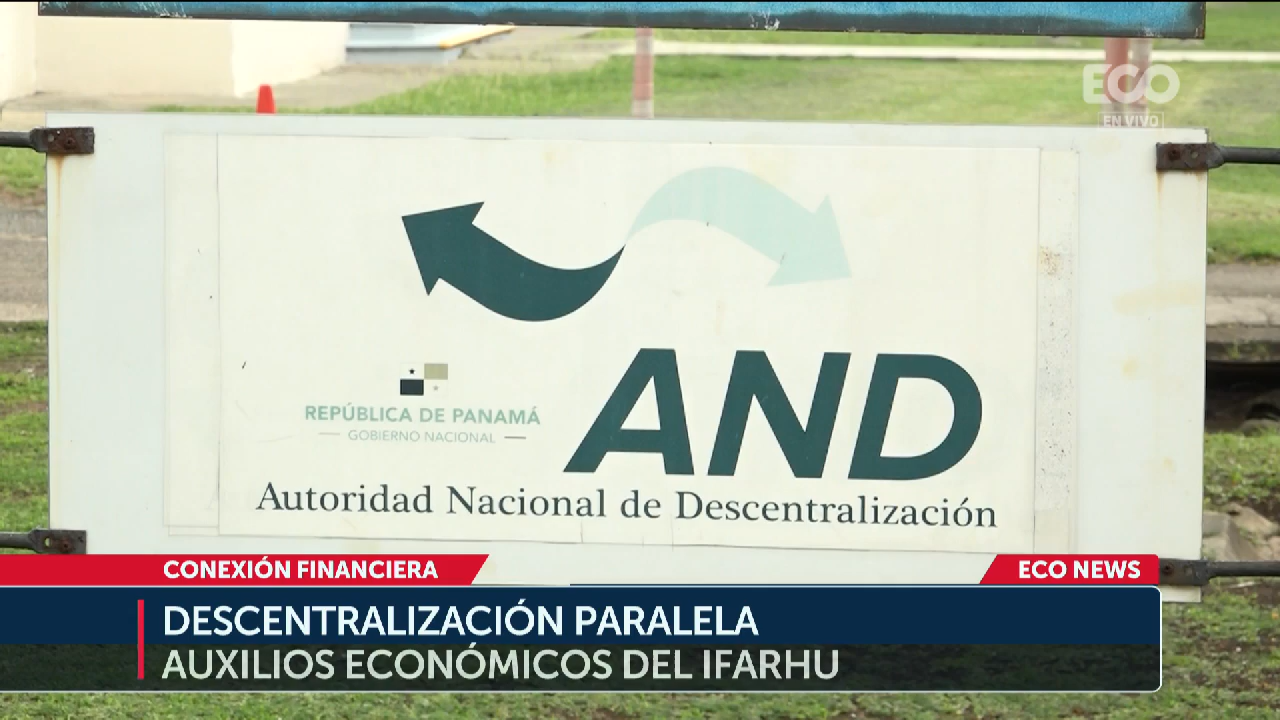 ECO
EN VIVO
REPÚBLICA DE PANAMÁ
GOBIERNO NACIONAL
AND
Autoridad Nacional de Descentralización
CONEXIÓN FINANCIERA
ECO NEWS
DESCENTRALIZACIÓN PARALELA
AUXILIOS ECONÓMICOS DEL IFARHU